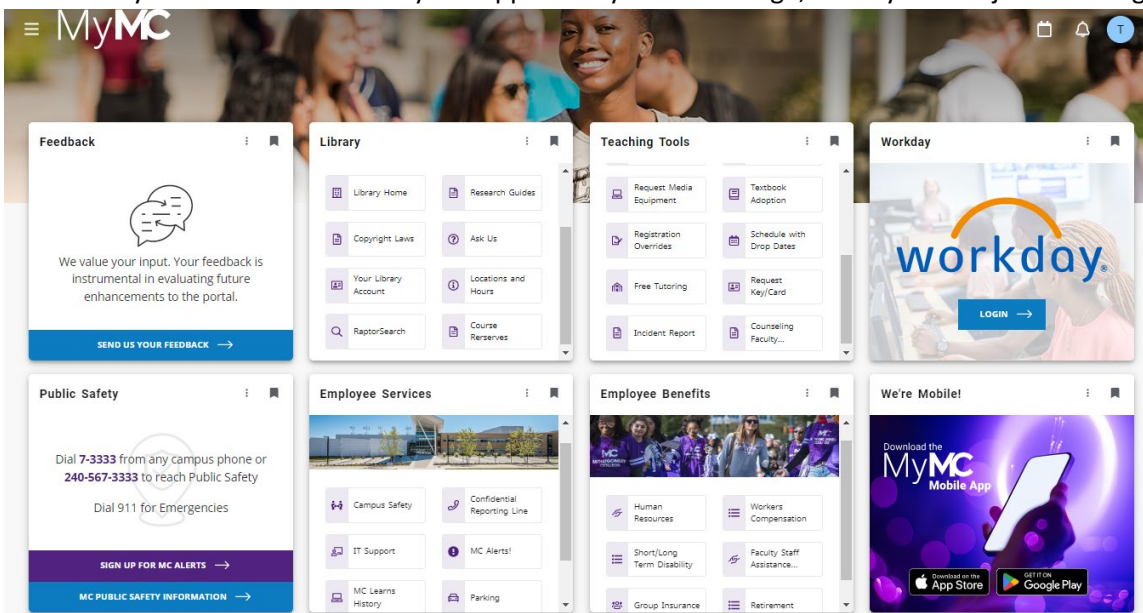 MyMC
T
Feedback
We value your input. Your feedback is
instrumental in evaluating future
enhancements to the portal.
SEND US YOUR FEEDBACK
Library
Library Home
Research Guides
Copyright Laws
Ask Us
Your Library
Account
Locations and
Hours
RaptorSearch
Course
Rerserves
Teaching Tools
Request Media
Equipment
Textbook
Adoption
Registration
Overrides
Schedule with
Drop Dates
Free Tutoring
Request
Key/Card
Incident Report
Counseling
Faculty...
Workday
workday.
LOGIN
Public Safety
Dial 7-3333 from any campus phone or
240-567-3333 to reach Public Safety
Dial 911 for Emergencies
SIGN UP FOR MC ALERTS
MC PUBLIC SAFETY INFORMATION
Employee Services
Campus Safety
Confidential
Reporting Line
IT Support
MC Alerts!
MC Learns
History
Parking
Employee Benefits
MC
Human
Resources
Workers
Compensation
Short/Long
Term Disability
Faculty Staff
Assistance...
Group Insurance
Retirement
We're Mobile!
Download the
MyMC
Mobile App
Download on the
App Store
GET IT ON
Google Play